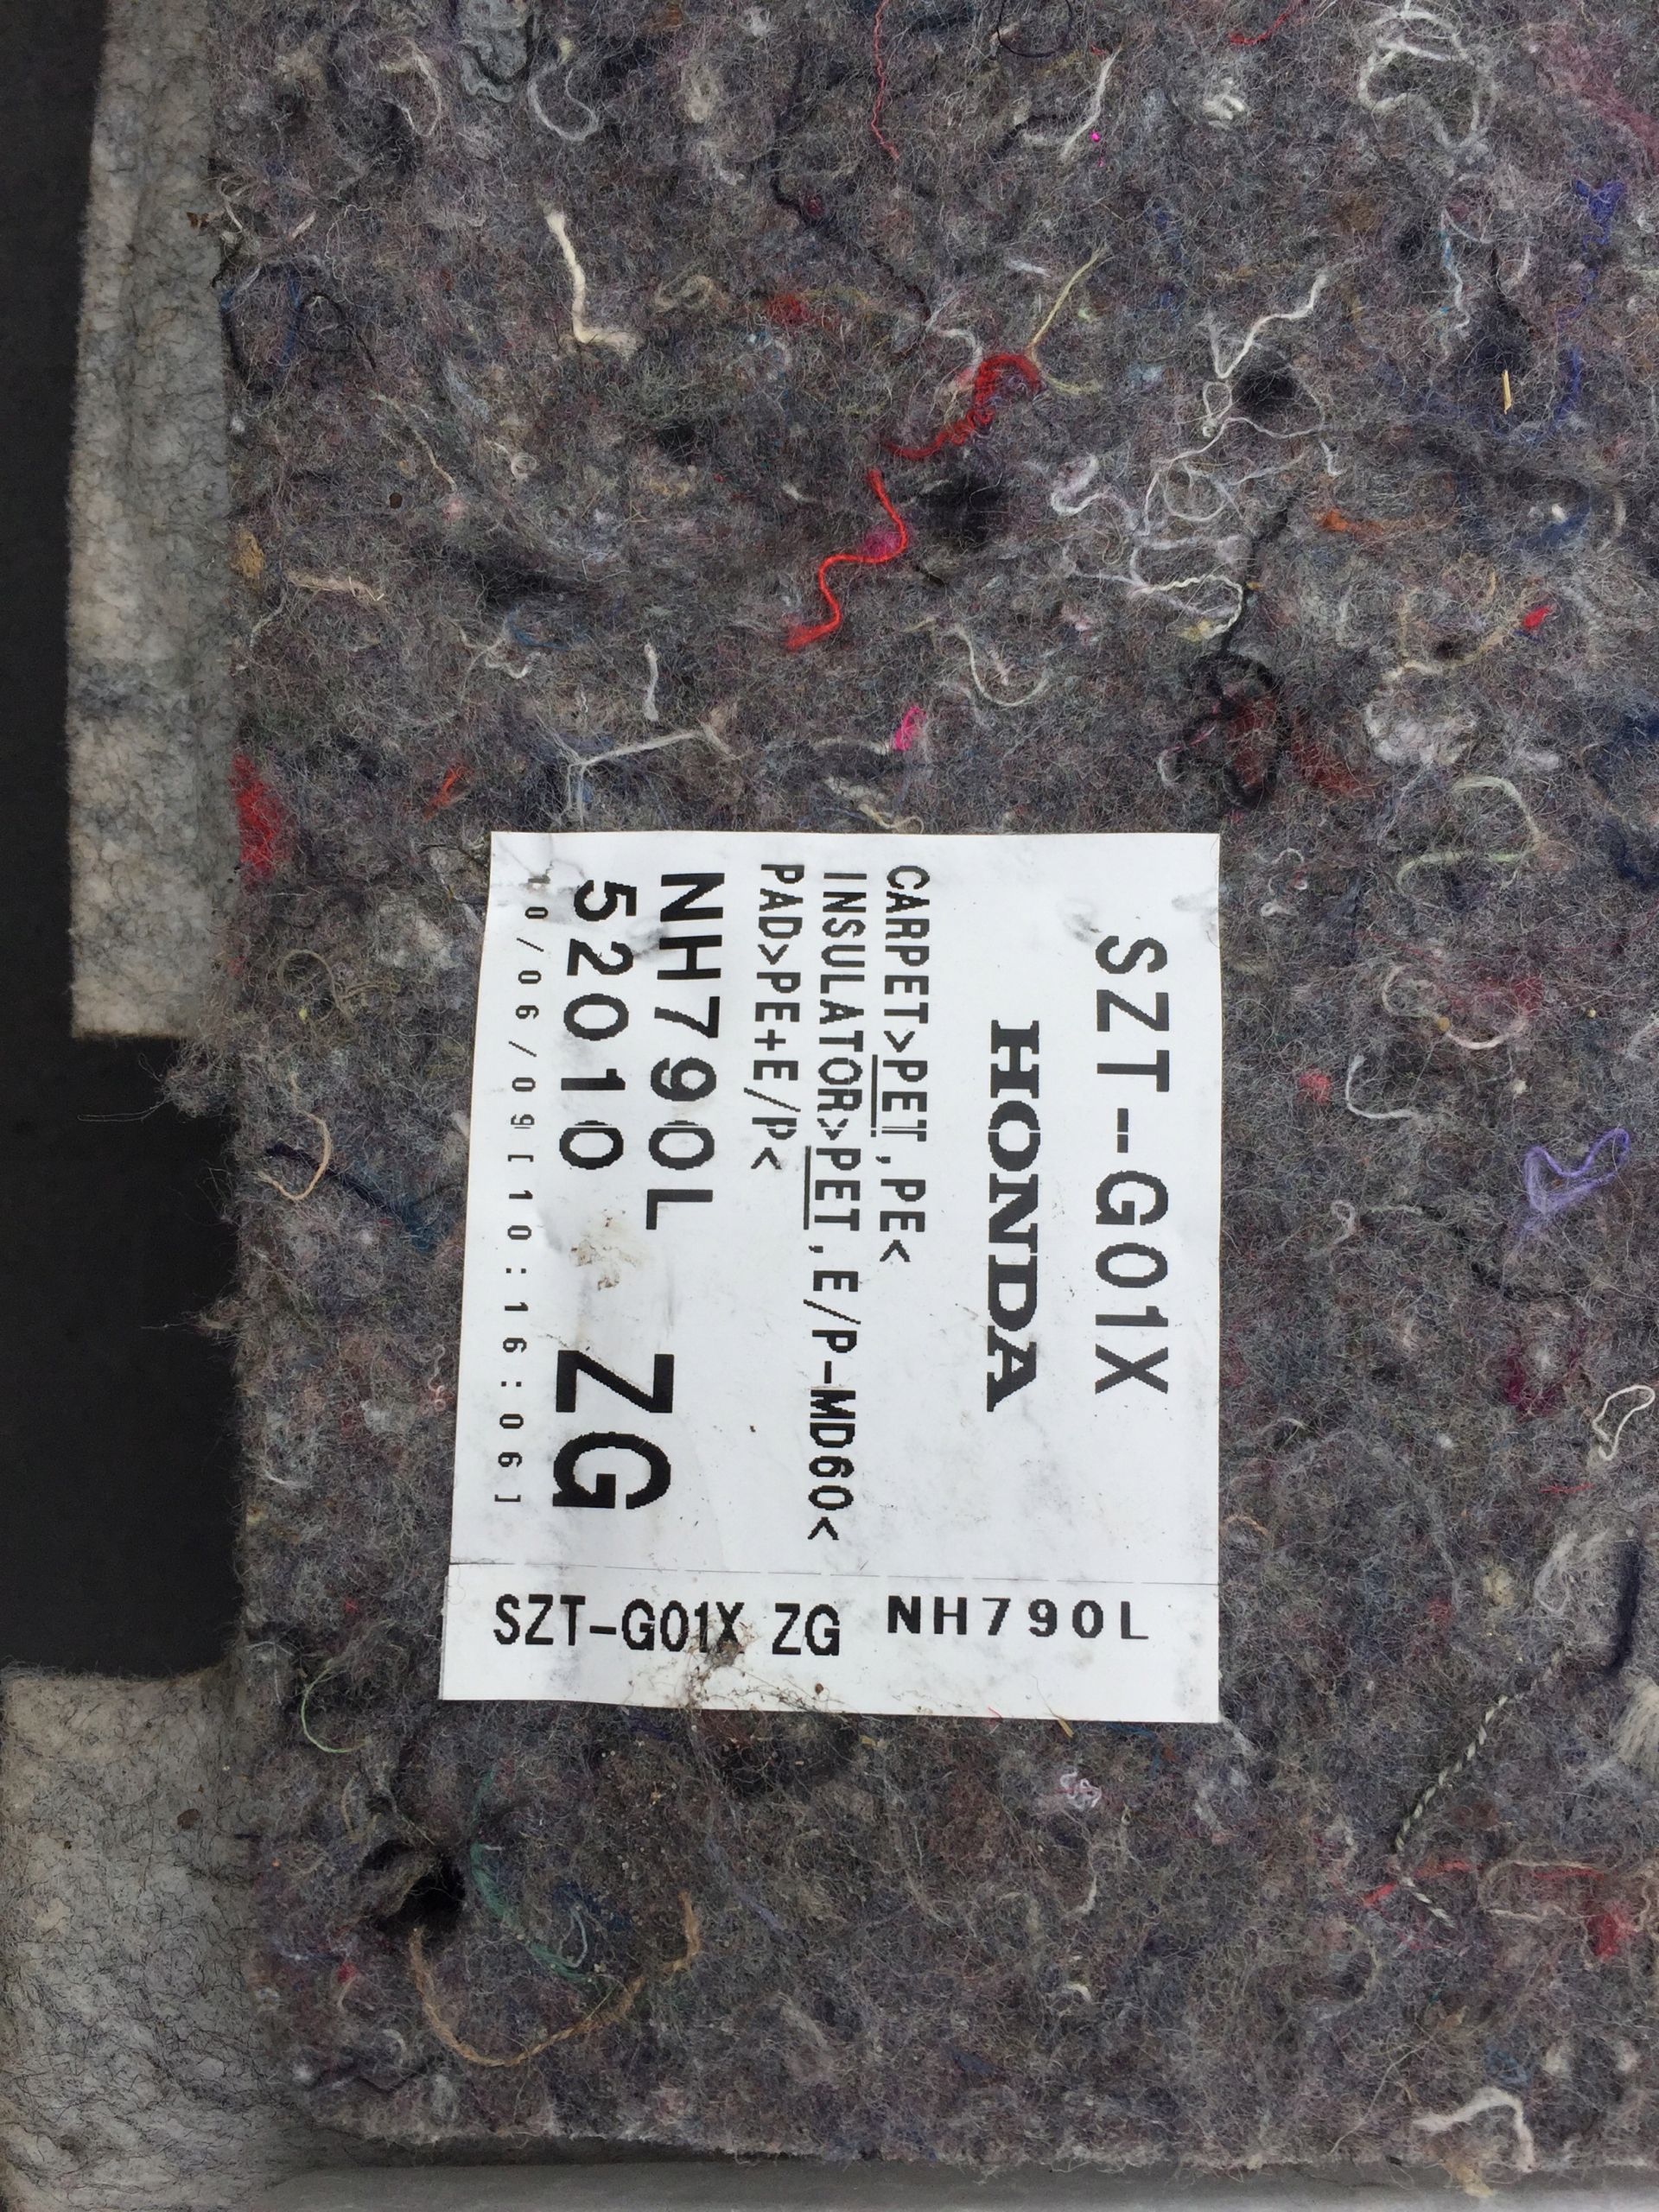 SZT--G01X
HONDA
CARPET>PET,PE<
INSULATOR>PET,E/P-MD60<
PAD>PE+E/P<
NH790L
52010 ZG
10/06/09[10:16:06]
SZT-G01X ZG NH790L